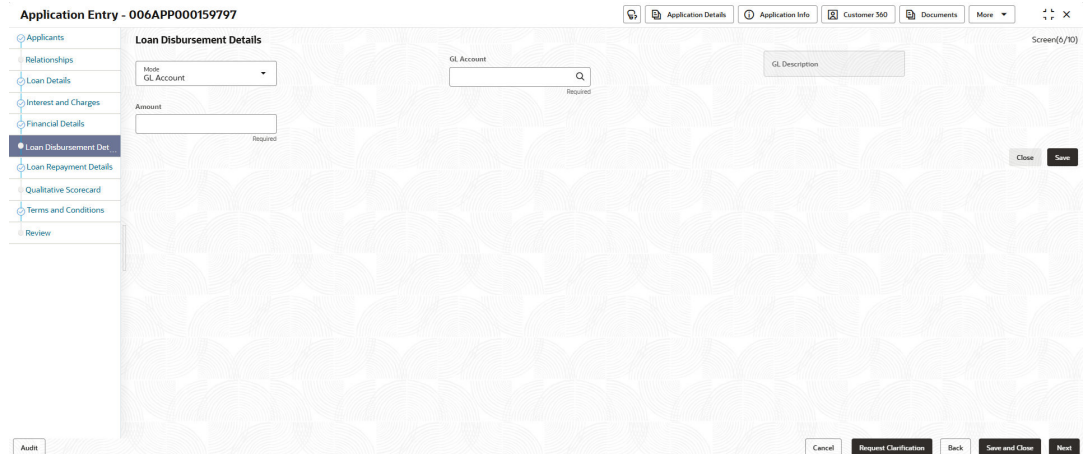 Application Entry - 006APP000159797
Application Details
Application Info
Customer 360
Documents
More
Applicants
Relationships
Loan Details
Interest and Charges
Financial Details
Loan Disbursement Det...
Loan Repayment Details
Qualitative Scorecard
Terms and Conditions
Review
Loan Disbursement Details
Screen(6/10)
Mode
GL Account
GL Account
Required
GL Description
Amount
Required
Close
Save
Audit
Cancel
Request Clarification
Back
Save and Close
Next